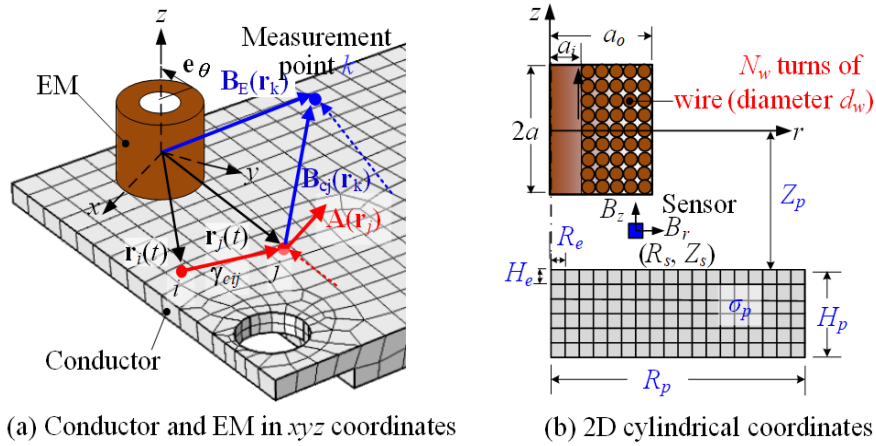 z
e_θ
EM
Measurement
point k
B_E(r_k)
y
x
B_cj(r_k)
A(r_j)
r_i(t)
r_j(t)
i
γ_cij
j
Conductor
(a) Conductor and EM in xyz coordinates
z
a_o
a_i
N_w turns of
wire (diameter d_w)
2a
r
Z_p
B_z
Sensor
B_r
R_e
(R_s, Z_s)
H_e
σ_p
H_p
R_p
(b) 2D cylindrical coordinates